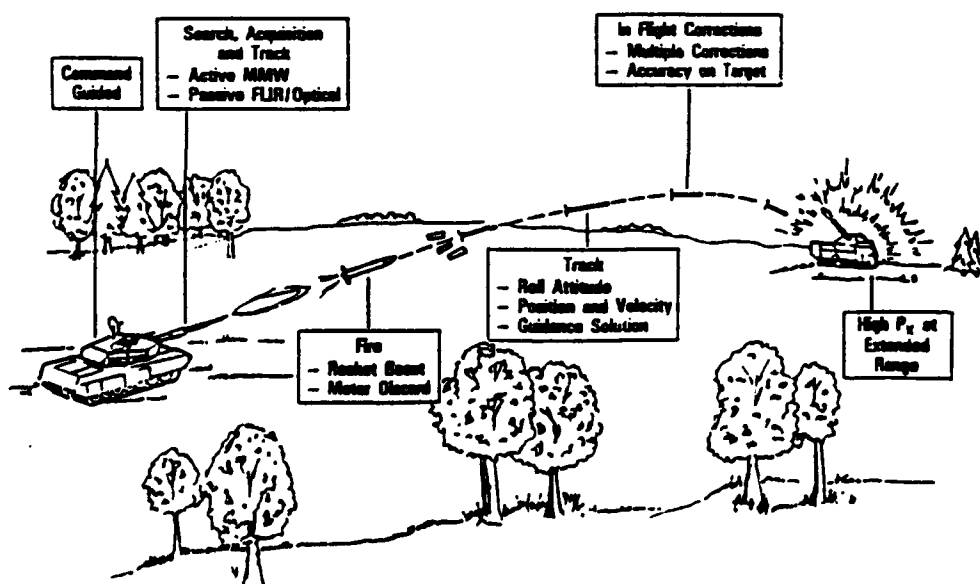 Command
Guided
Search, Acquisition
and Track
– Active MMW
– Passive FLIR/Optical
In Flight Corrections
– Multiple Corrections
– Accuracy on Target
Fire
– Rocket Boost
– Motor Discard
Track
– Roll Attitude
– Position and Velocity
– Guidance Solution
High PK at
Extended
Range